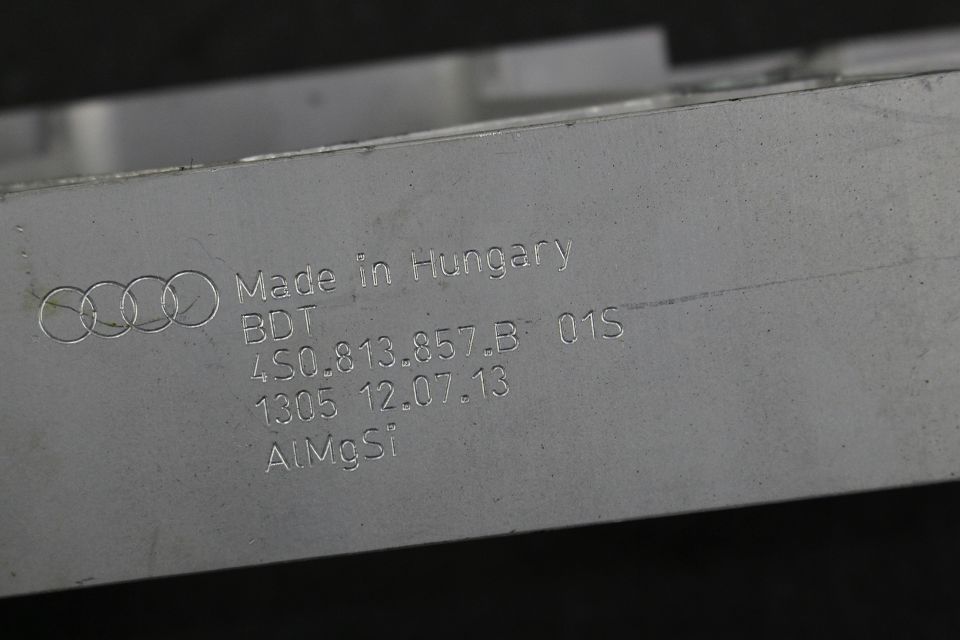 Made in Hungary
BDT
4S0.813.857.B 01S
1305 12.07.13
AlMgSi